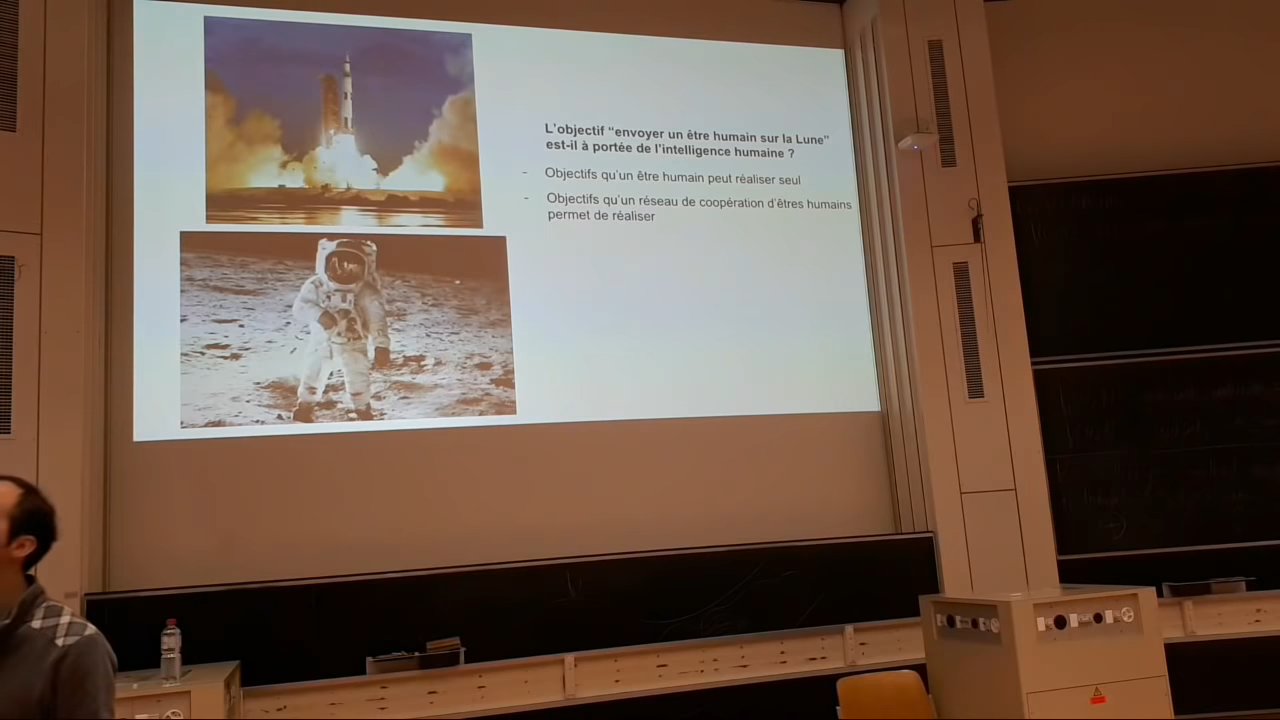 L'objectif "envoyer un être humain sur la Lune"
est-il à portée de l'intelligence humaine ?
- Objectifs qu'un être humain peut réaliser seul
- Objectifs qu'un réseau de coopération d'êtres humains
permet de réaliser